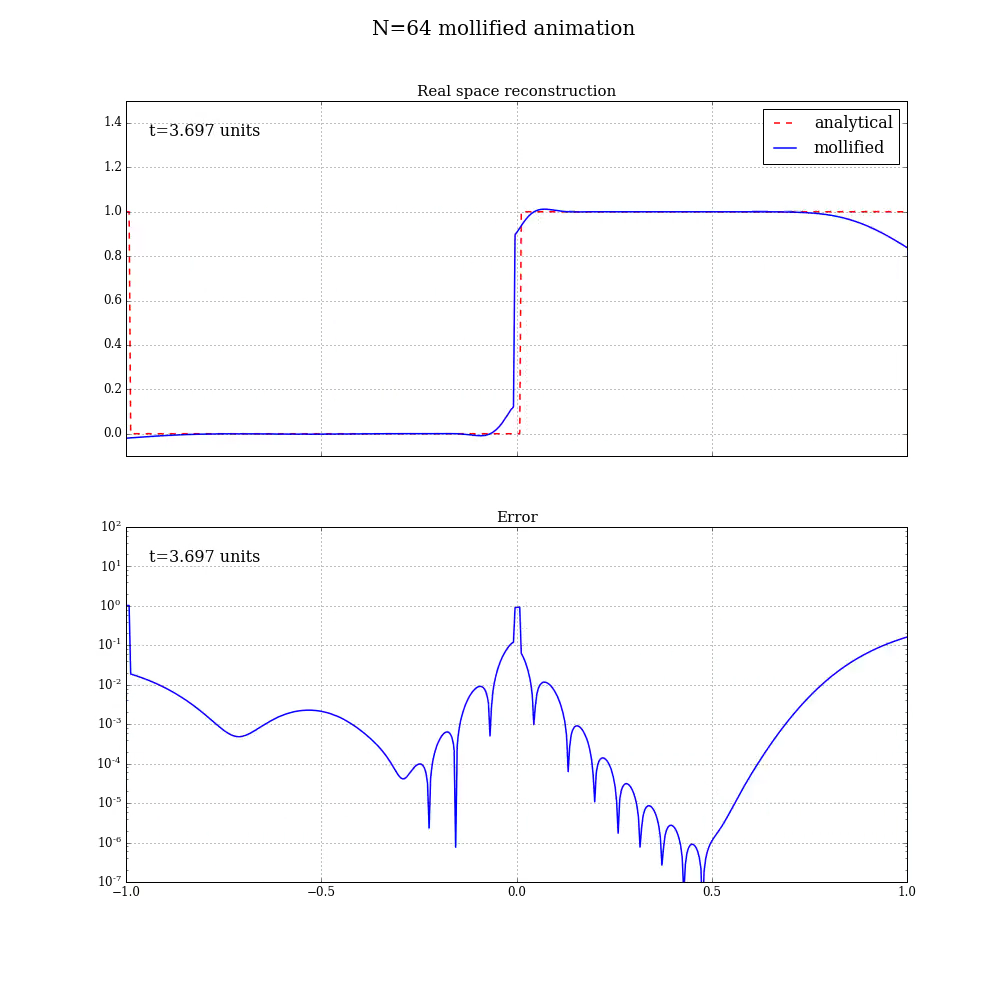 N=64 mollified animation
Real space reconstruction
1.4
1.2
1.0
0.8
0.6
0.4
0.2
0.0
t=3.697 units
analytical
mollified
Error
10²
10¹
10⁰
10⁻¹
10⁻²
10⁻³
10⁻⁴
10⁻⁵
10⁻⁶
10⁻⁷
t=3.697 units
−1.0 −0.5 0.0 0.5 1.0